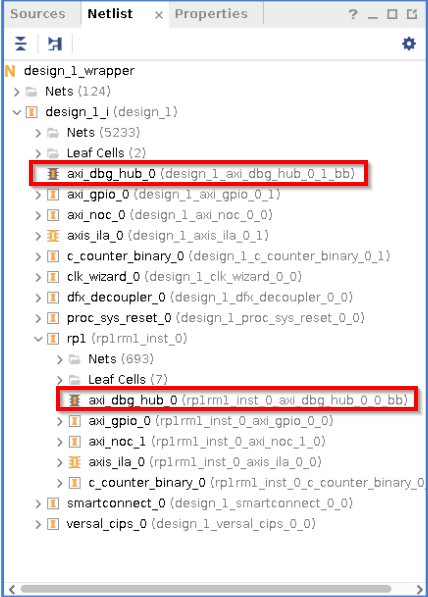 Sources Netlist × Properties ? _ □
N design_1_wrapper
Nets (124)
design_1_i (design_1)
Nets (5233)
Leaf Cells (2)
axi_dbg_hub_0 (design_1_axi_dbg_hub_0_1_bb)
axi_gpio_0 (design_1_axi_gpio_0_1)
axi_noc_0 (design_1_axi_noc_0_0)
axis_ila_0 (design_1_axis_ila_0_1)
c_counter_binary_0 (design_1_c_counter_binary_0_1)
clk_wizard_0 (design_1_clk_wizard_0_0)
dfx_decoupler_0 (design_1_dfx_decoupler_0_0)
proc_sys_reset_0 (design_1_proc_sys_reset_0_0)
rp1 (rp1rm1_inst_0)
Nets (693)
Leaf Cells (7)
axi_dbg_hub_0 (rp1rm1_inst_0_axi_dbg_hub_0_0_bb)
axi_gpio_0 (rp1rm1_inst_0_axi_gpio_0_0)
axi_noc_1 (rp1rm1_inst_0_axi_noc_1_0)
axis_ila_0 (rp1rm1_inst_0_axis_ila_0_0)
c_counter_binary_0 (rp1rm1_inst_0_c_counter_binary_0_
smartconnect_0 (design_1_smartconnect_0_0)
versal_cips_0 (design_1_versal_cips_0_0)